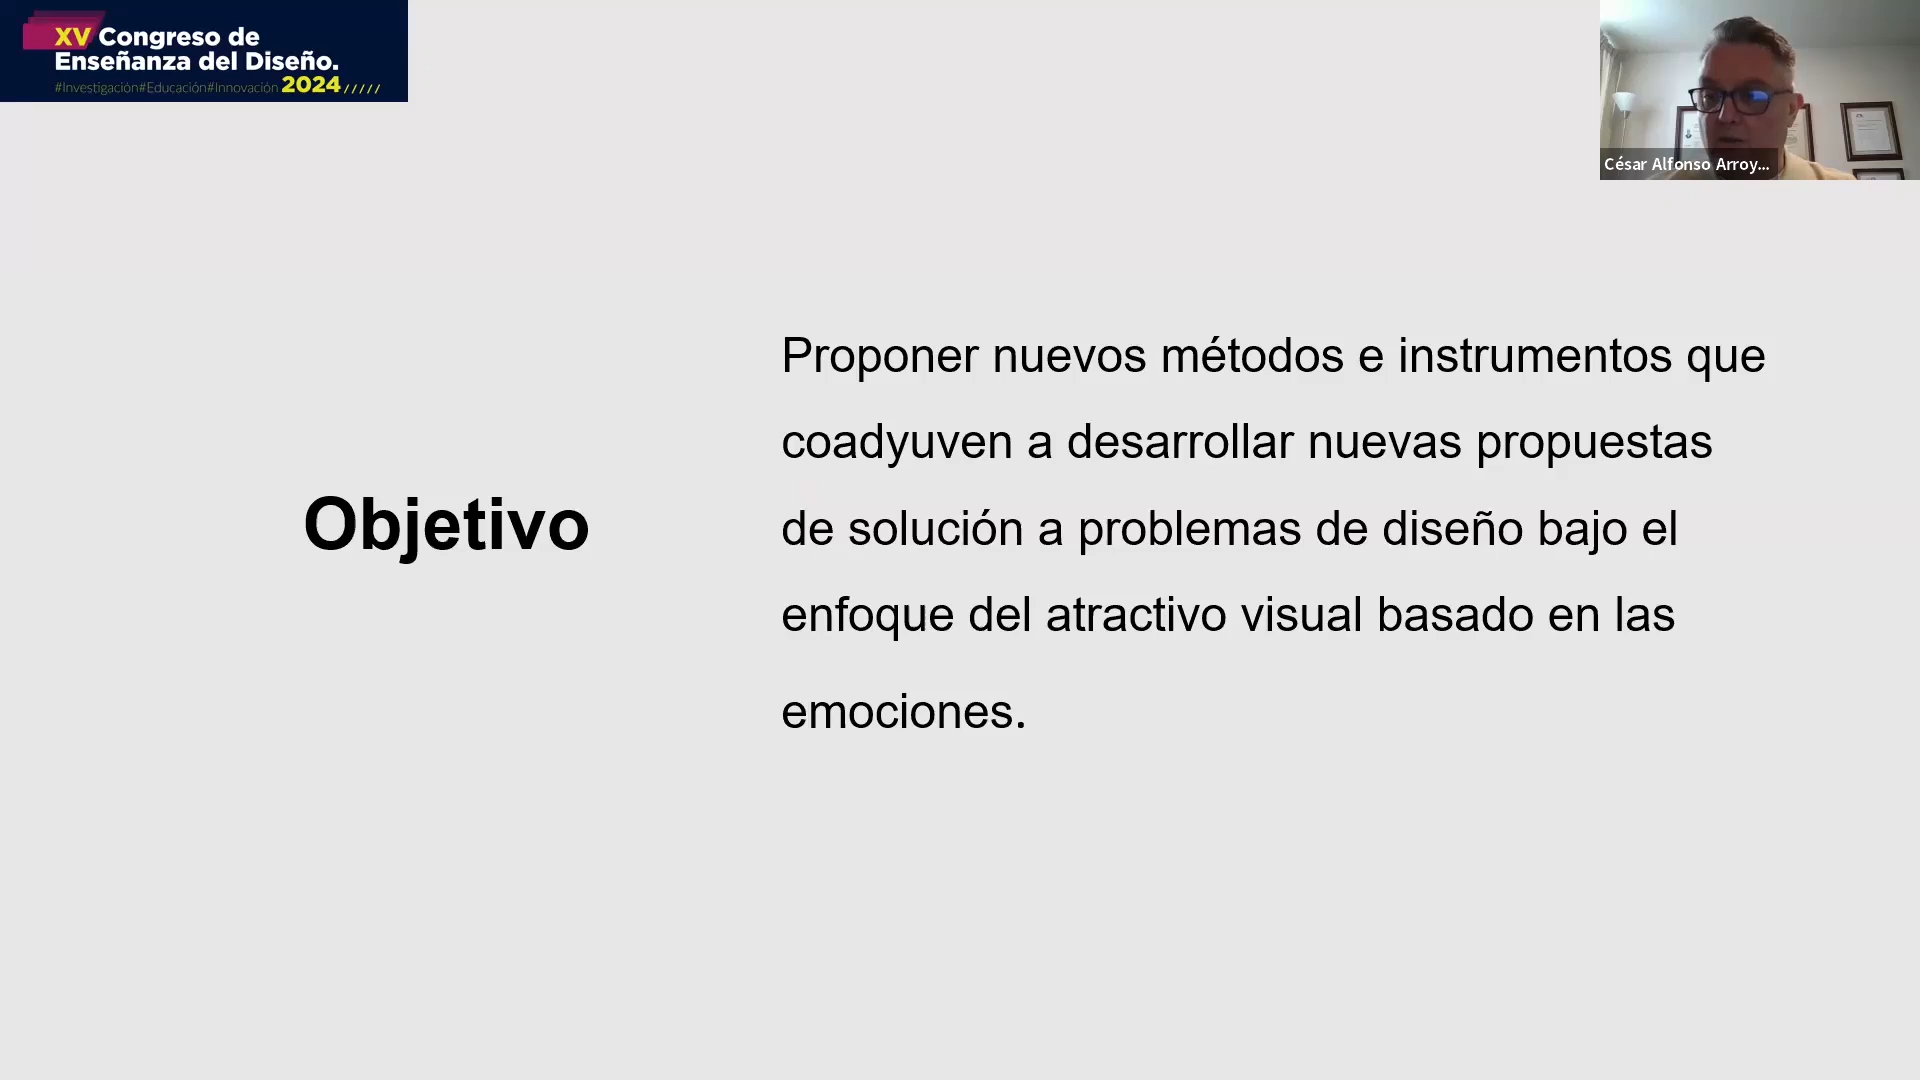 XV Congreso de
Enseñanza del Diseño.
#Investigación#Educación#Innovación 2024/////
César Alfonso Arroy...
Objetivo
Proponer nuevos métodos e instrumentos que
coadyuven a desarrollar nuevas propuestas
de solución a problemas de diseño bajo el
enfoque del atractivo visual basado en las
emociones.